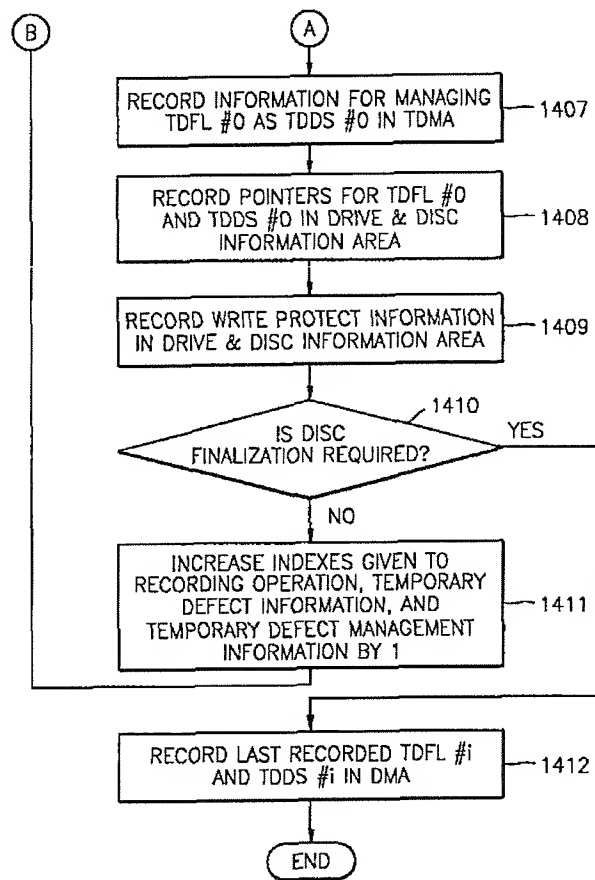 B
A
RECORD INFORMATION FOR MANAGING
TDFL #0 AS TDDS #0 IN TDMA
1407
RECORD POINTERS FOR TDFL #0
AND TDDS #0 IN DRIVE & DISC
INFORMATION AREA
1408
RECORD WRITE PROTECT INFORMATION
IN DRIVE & DISC INFORMATION AREA
1409
1410
IS DISC
FINALIZATION REQUIRED?
YES
NO
INCREASE INDEXES GIVEN TO
RECORDING OPERATION, TEMPORARY
DEFECT INFORMATION, AND
TEMPORARY DEFECT MANAGEMENT
INFORMATION BY 1
1411
RECORD LAST RECORDED TDFL #i
AND TDDS #i IN DMA
1412
END